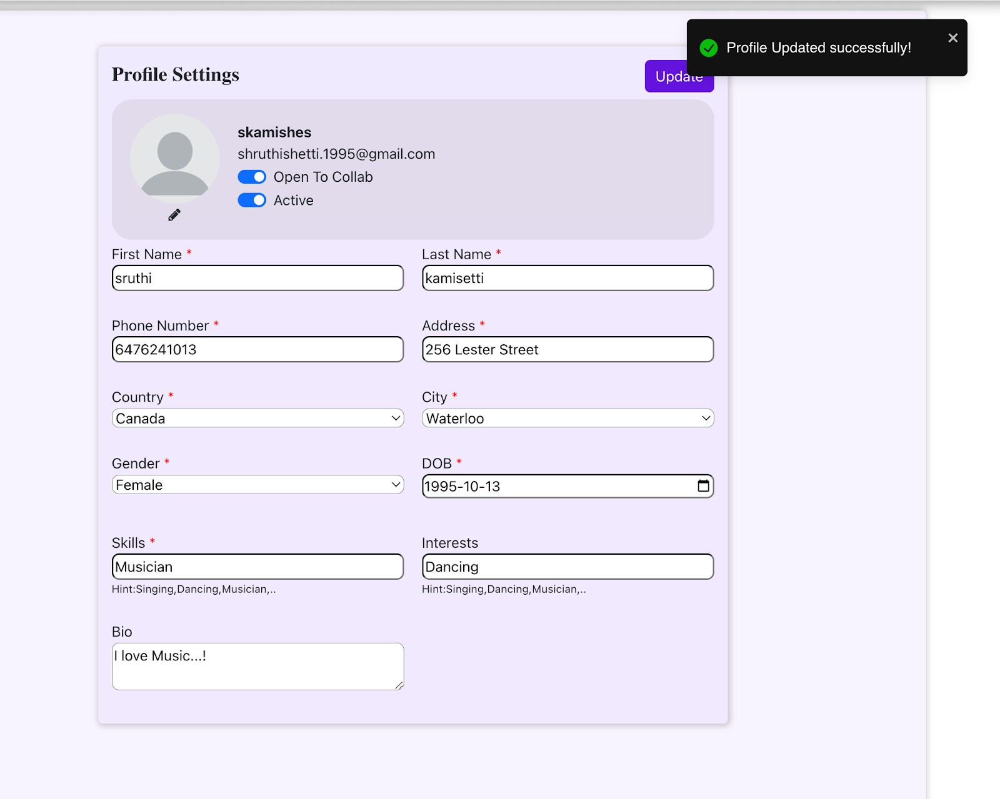 Profile Updated successfully!
Profile Settings
Update
skamishes
shruthishetti.1995@gmail.com
Open To Collab
Active
First Name *
Last Name *
sruthi
kamisetti
Phone Number *
Address *
6476241013
256 Lester Street
Country *
City *
Canada
Waterloo
Gender *
DOB *
Female
1995-10-13
Skills *
Interests
Musician
Dancing
Hint:Singing,Dancing,Musician,..
Hint:Singing,Dancing,Musician,..
Bio
I love Music...!